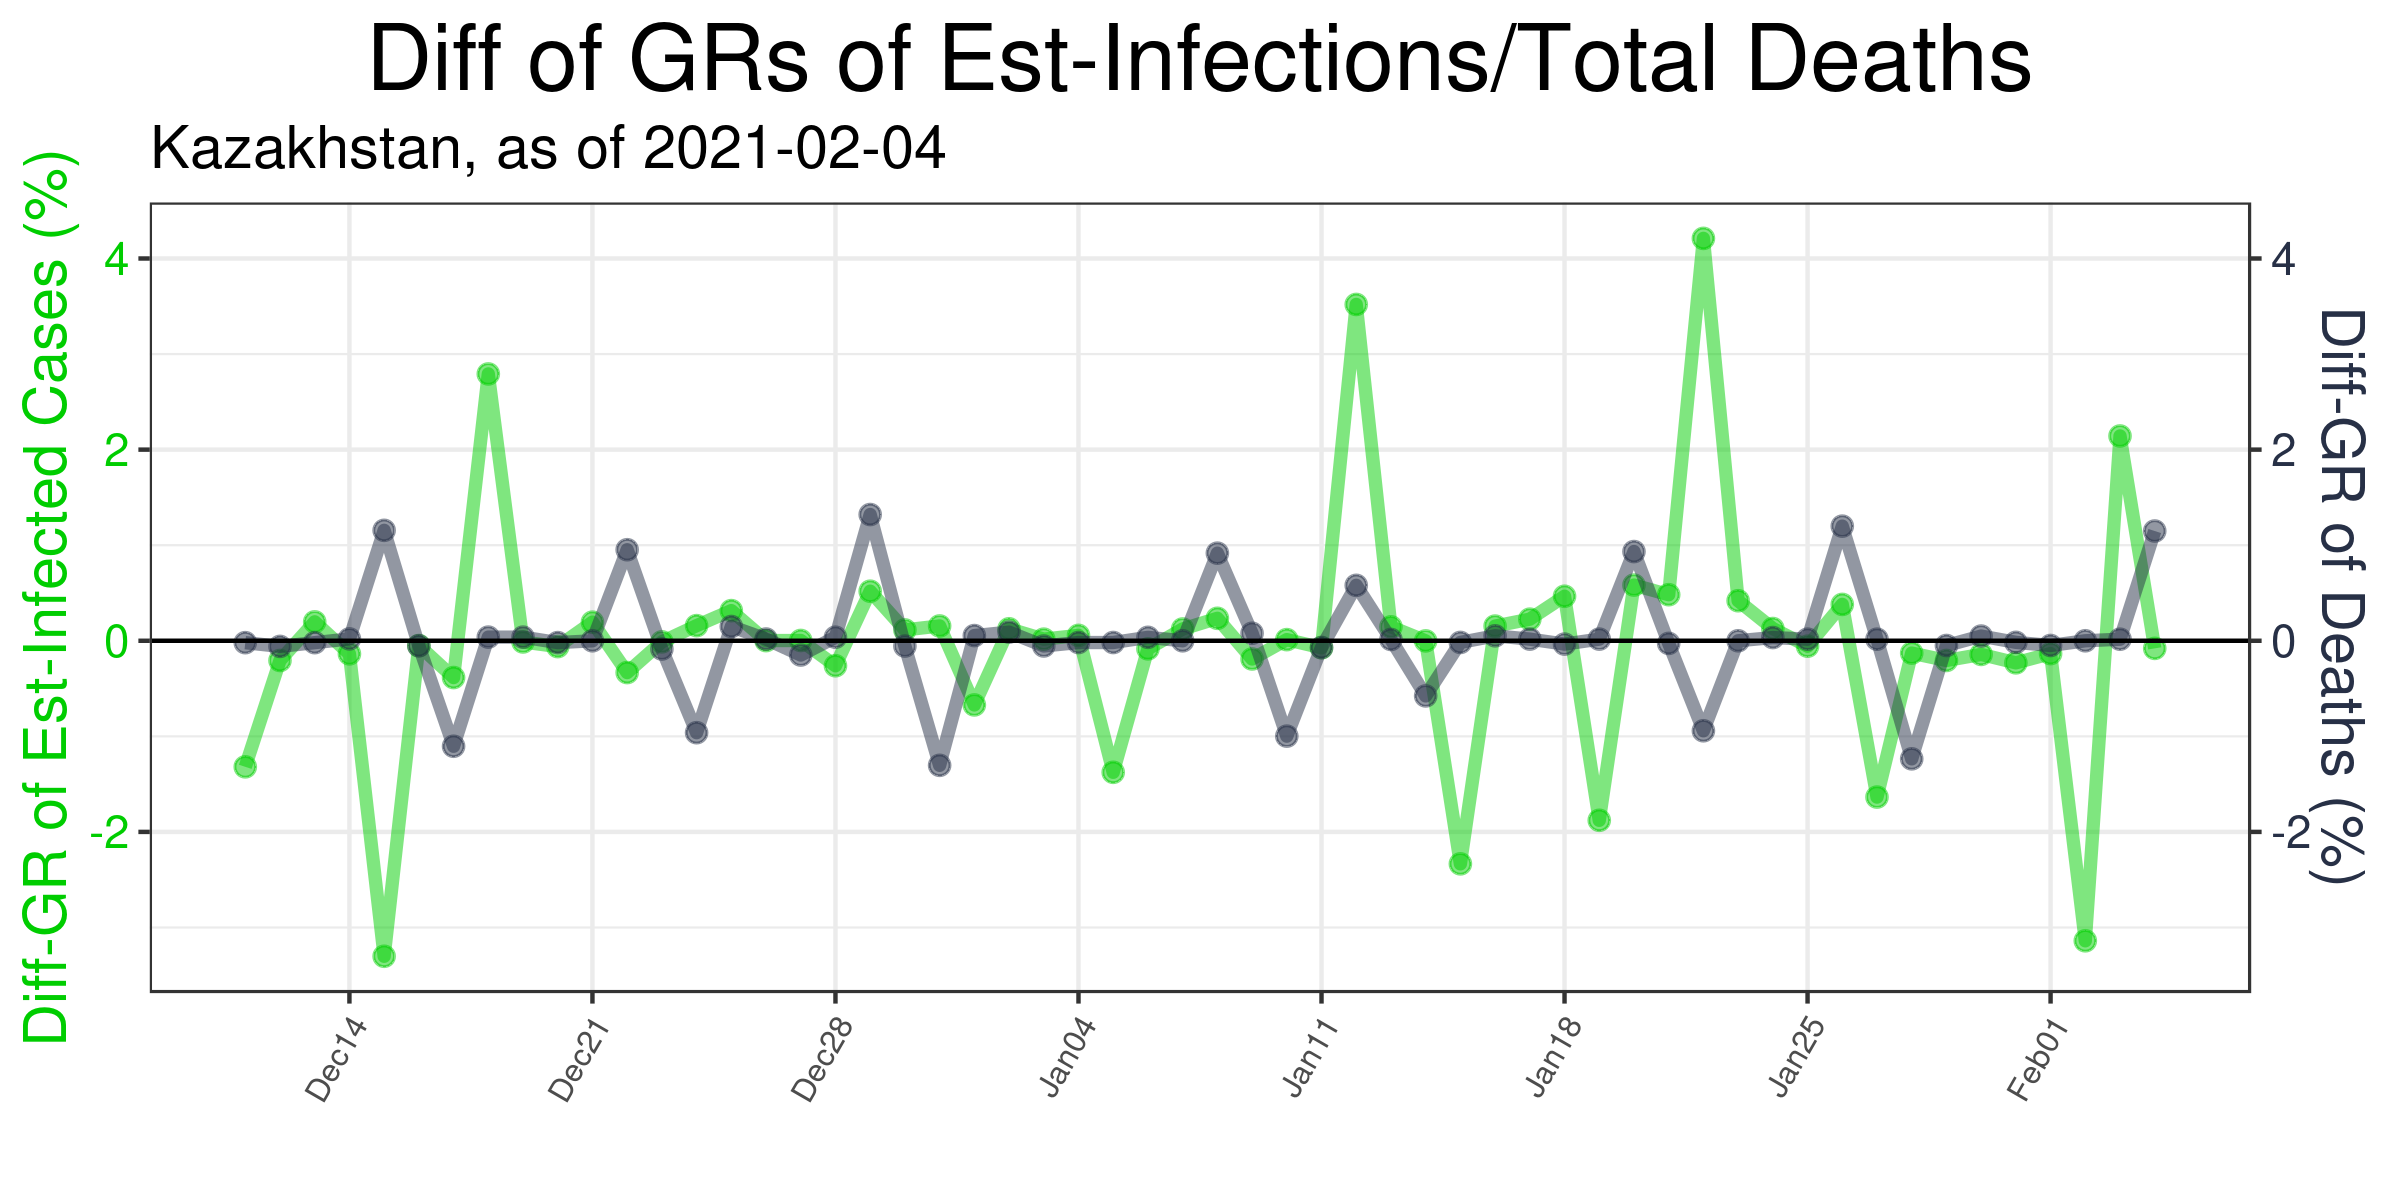 Diff of GRs of Est-Infections/Total Deaths
Kazakhstan, as of 2021-02-04
Diff-GR of Est-Infected Cases (%)
4
2
0
-2
4
2
0
-2
Diff-GR of Deaths (%)
Dec14
Dec21
Dec28
Jan04
Jan11
Jan18
Jan25
Feb01